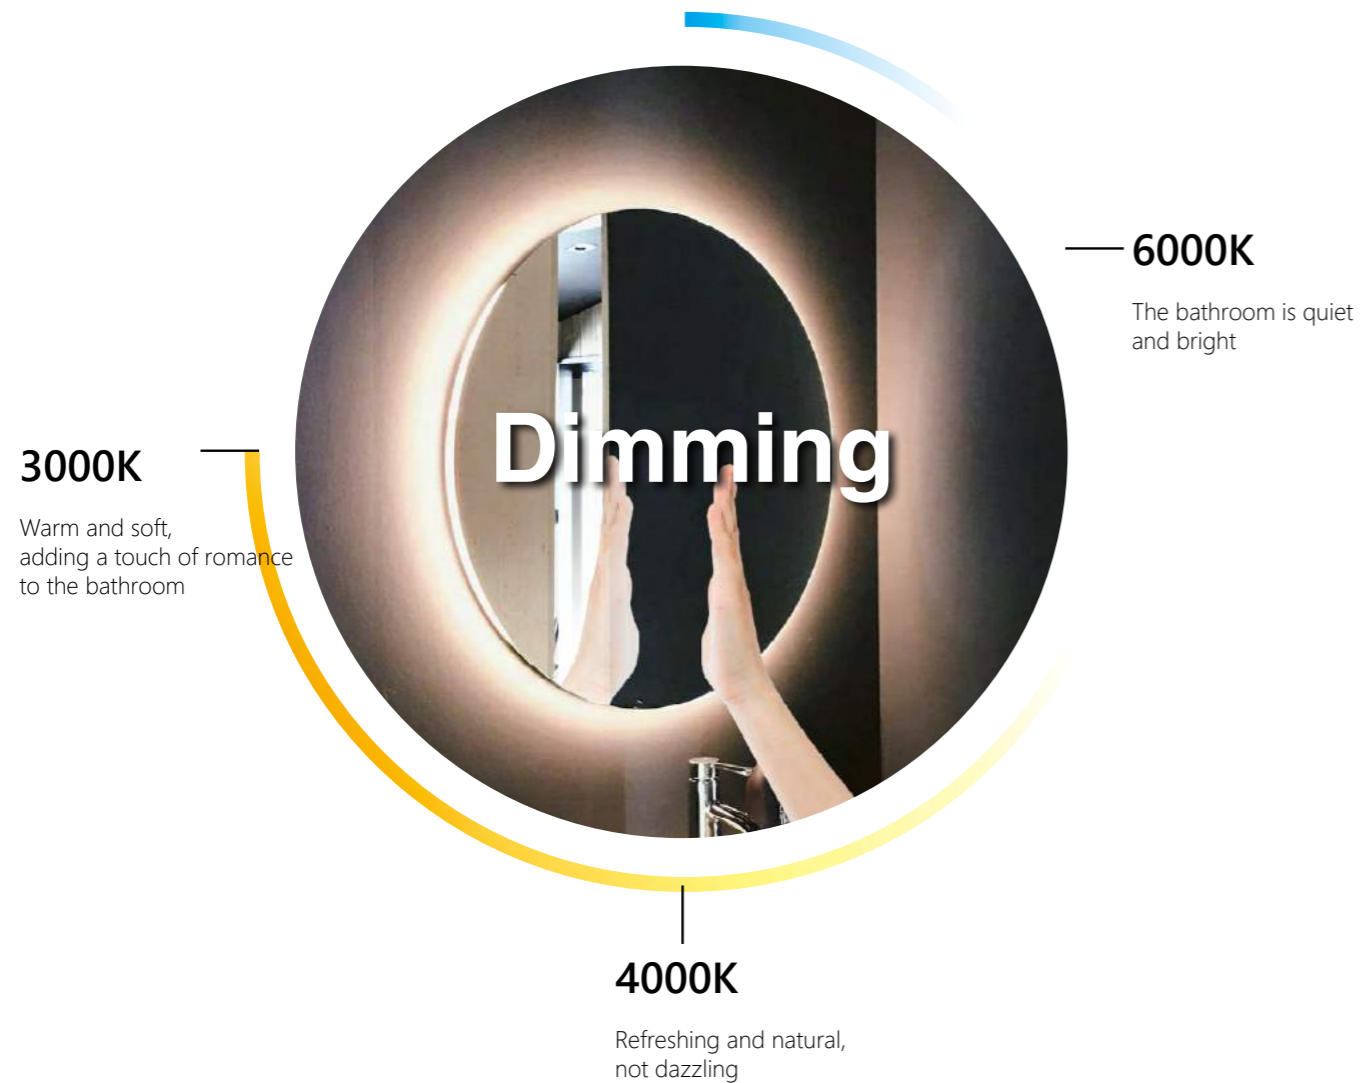 6000K
The bathroom is quiet
and bright
Dimming
3000K
Warm and soft,
adding a touch of romance
to the bathroom
4000K
Refreshing and natural,
not dazzling